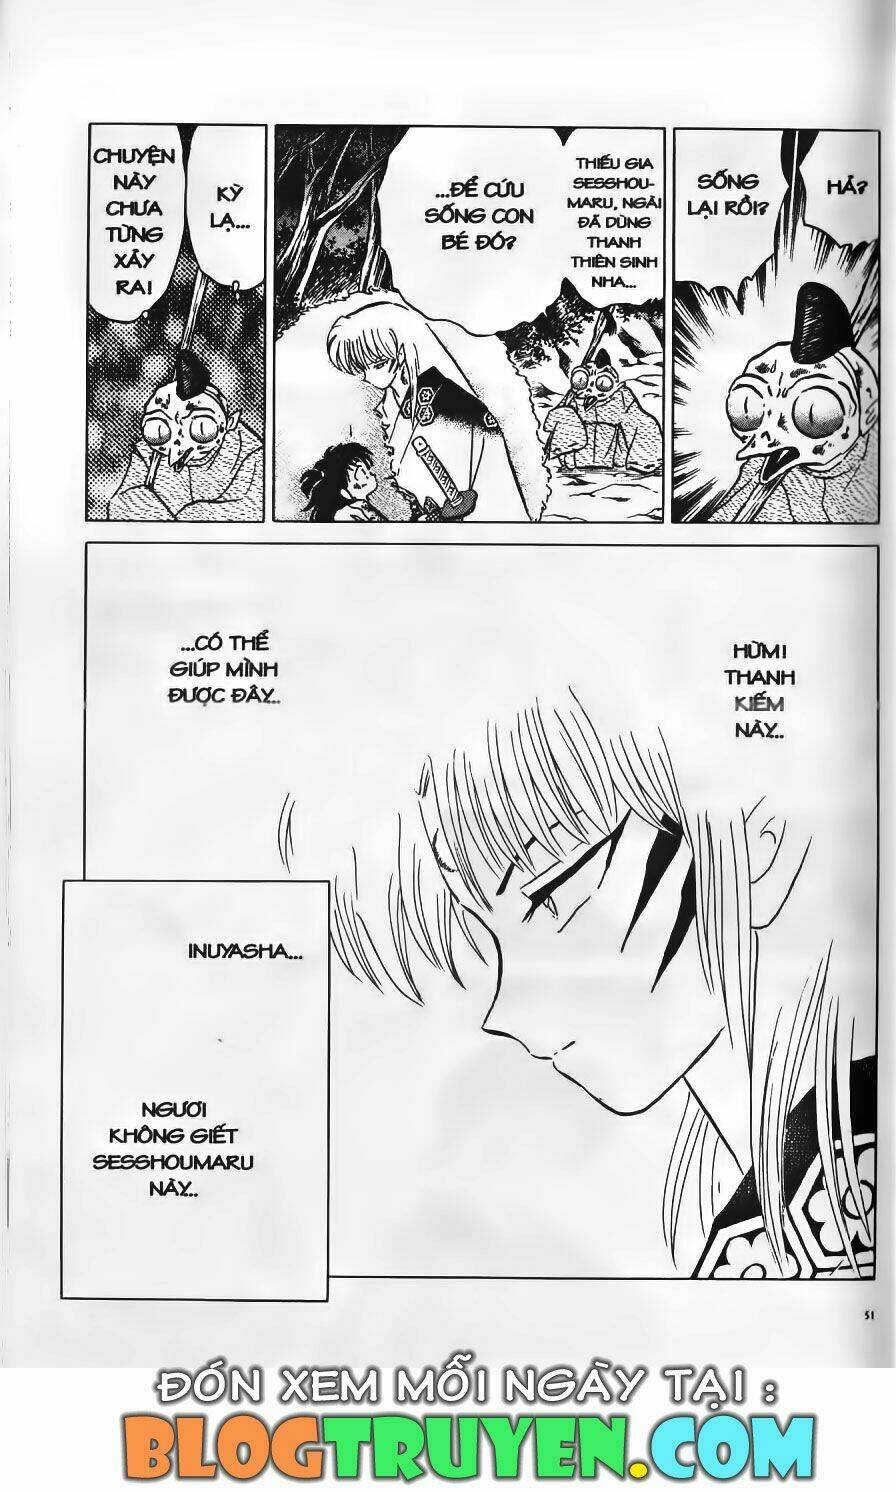 HẢ?
SỐNG
LẠI RỒI?
THIẾU GIA
SESSHOU-
MARU, NGÀI
ĐÃ DÙNG
THANH
THIÊN SINH
NHA...
...ĐỂ CỨU
SỐNG CON
BÉ ĐÓ?
KỲ
LẠ...
CHUYỆN
NÀY
CHƯA
TỪNG
XẢY
RA!
HỪM!
THANH
KIẾM
NÀY...
...CÓ THỂ
GIÚP MÌNH
ĐƯỢC ĐÂY...
INUYASHA...
NGƯƠI
KHÔNG GIẾT
SESSHOUMARU
NÀY...
51
ĐÓN XEM MỖI NGÀY TẠI :
BLOGTRUYEN.COM